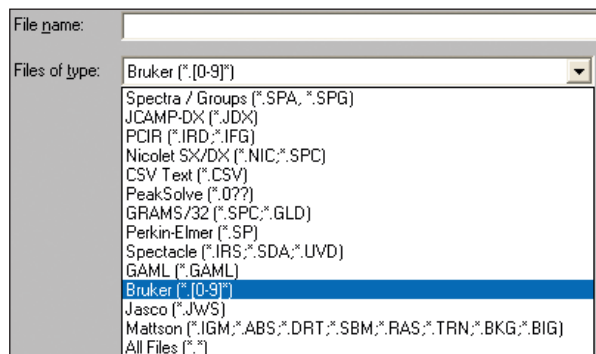 File name:
Files of type: Bruker (*.[0-9]*)
Spectra / Groups (*.SPA, *.SPG)
JCAMP-DX (*.JDX)
PCIR (*.IRD;*.IFG)
Nicolet SX/DX (*.NIC;*.SPC)
CSV Text (*.CSV)
PeakSolve (*.0??)
GRAMS/32 (*.SPC;*.GLD)
Perkin-Elmer (*.SP)
Spectacle (*.IRS;*.SDA;*.UVD)
GAML (*.GAML)
Bruker (*.[0-9]*)
Jasco (*.JWS)
Mattson (*.IGM;*.ABS;*.DRT;*.SBM;*.RAS;*.TRN;*.BKG;*.BIG)
All Files (*.*)